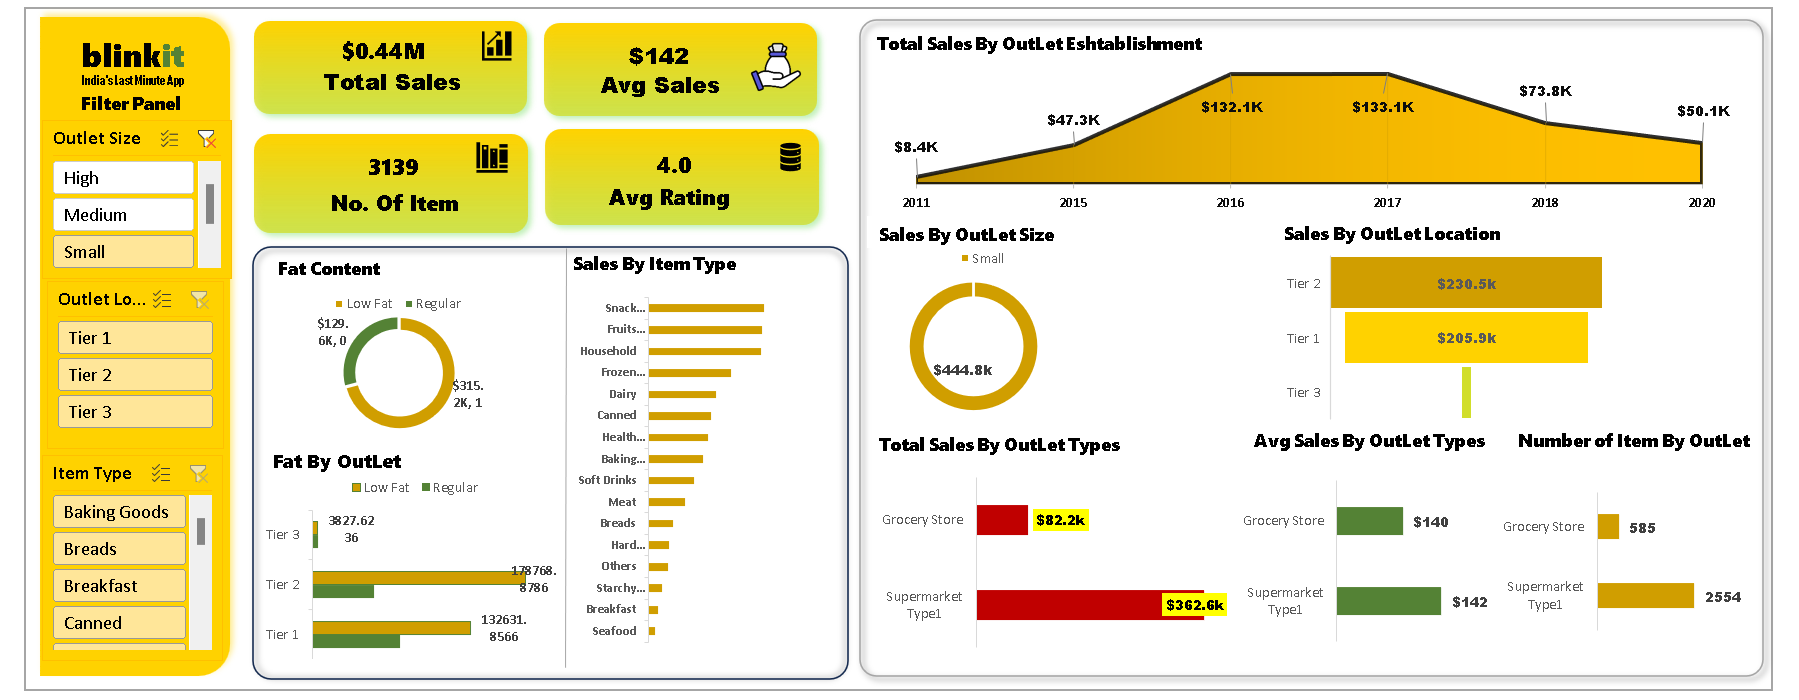 blinkit
India's Last Minute App
Filter Panel
Outlet Size
High
Medium
Small
Outlet Lo...
Tier 1
Tier 2
Tier 3
Item Type
Baking Goods
Breads
Breakfast
Canned
$0.44M
Total Sales
$142
Avg Sales
3139
No. Of Item
4.0
Avg Rating
Fat Content
Low Fat Regular
$129.
6K, 0
$315.
2K, 1
Fat By OutLet
Low Fat Regular
Tier 3
3827.62
36
Tier 2
178768.
8786
Tier 1
132631.
8566
Sales By Item Type
Snack...
Fruits...
Household
Frozen...
Dairy
Canned
Health...
Baking...
Soft Drinks
Meat
Breads
Hard...
Others
Starchy...
Breakfast
Seafood
Total Sales By OutLet Eshtablishment
$8.4K
$47.3K
$132.1K
$133.1K
$73.8K
$50.1K
2011 2015 2016 2017 2018 2020
Sales By OutLet Size
Small
$444.8k
Sales By OutLet Location
Tier 2
$230.5k
Tier 1
$205.9k
Tier 3
Total Sales By OutLet Types
Grocery Store
$82.2k
Supermarket
Type1
$362.6k
Avg Sales By OutLet Types
Grocery Store
$140
Supermarket
Type1
$142
Number of Item By OutLet
Grocery Store
585
Supermarket
Type1
2554